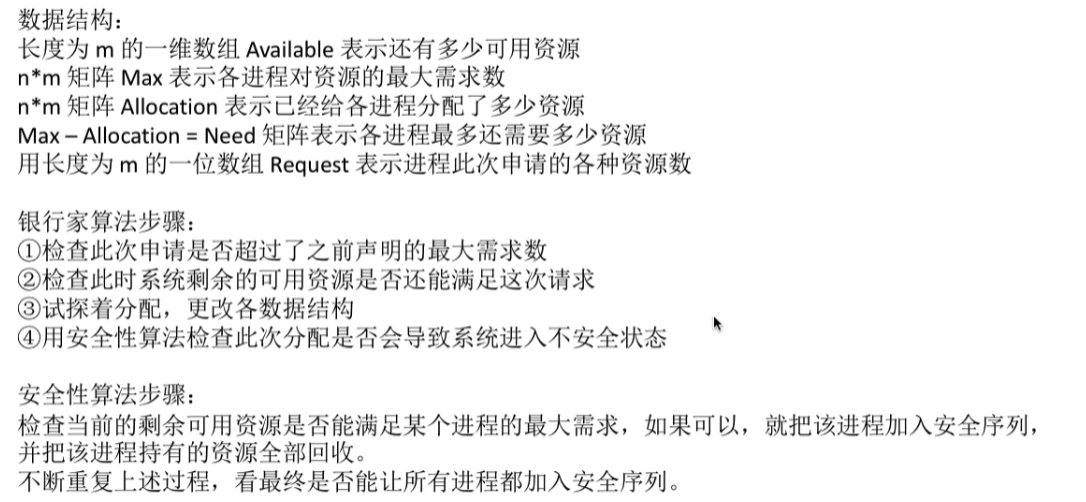 数据结构：
长度为 m 的一维数组 Available 表示还有多少可用资源
n*m 矩阵 Max 表示各进程对资源的最大需求数
n*m 矩阵 Allocation 表示已经给各进程分配了多少资源
Max – Allocation = Need 矩阵表示各进程最多还需要多少资源
用长度为 m 的一位数组 Request 表示进程此次申请的各种资源数
银行家算法步骤：
①检查此次申请是否超过了之前声明的最大需求数
②检查此时系统剩余的可用资源是否还能满足这次请求
③试探着分配，更改各数据结构
④用安全性算法检查此次分配是否会导致系统进入不安全状态
安全性算法步骤：
检查当前的剩余可用资源是否能满足某个进程的最大需求，如果可以，就把该进程加入安全序列，
并把该进程持有的资源全部回收。
不断重复上述过程，看最终是否能让所有进程都加入安全序列。